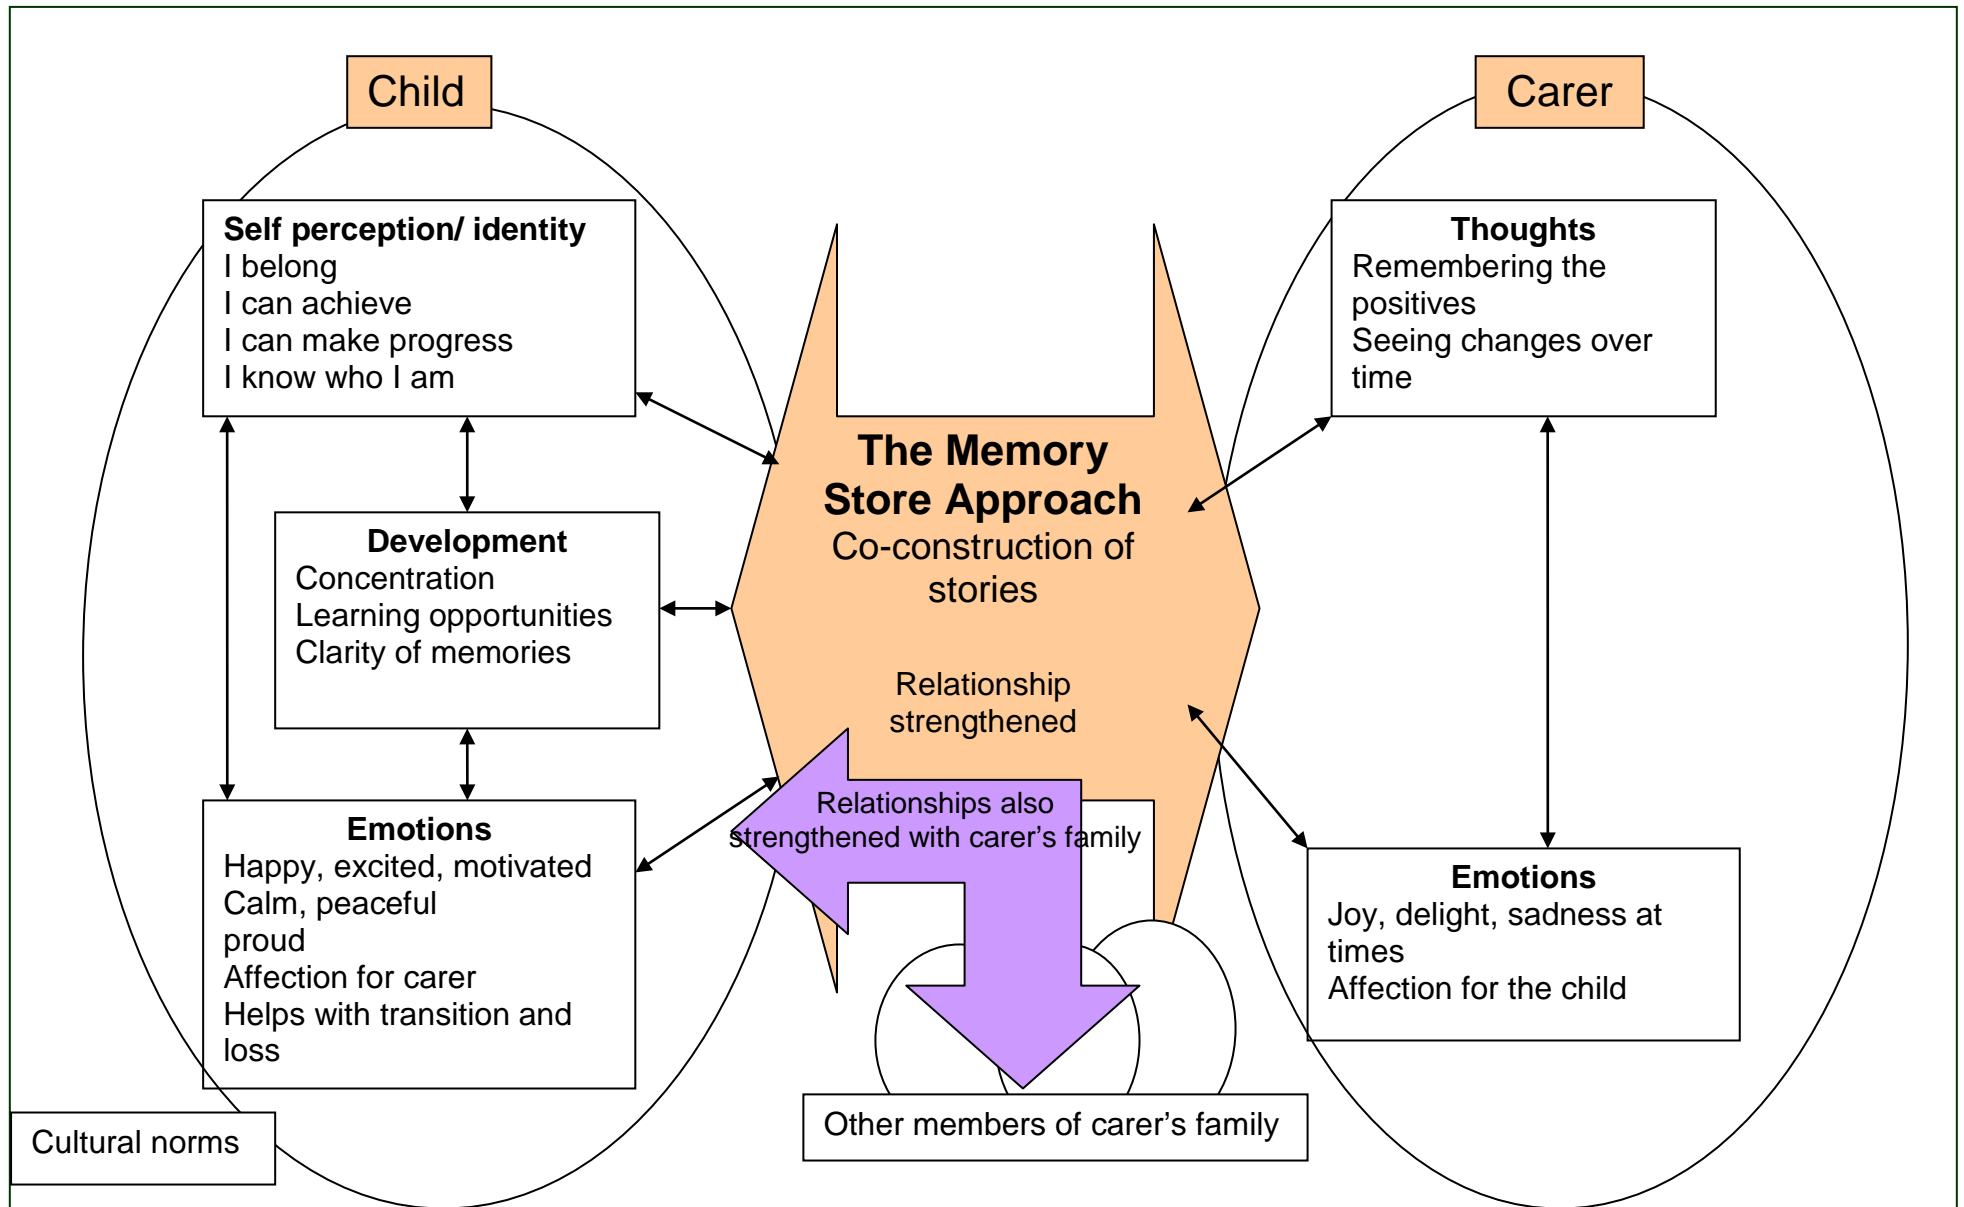 Child
Carer
Self perception/ identity
I belong
I can achieve
I can make progress
I know who I am
Thoughts
Remembering the
positives
Seeing changes over
time
The Memory
Store Approach
Co-construction of
stories
Relationship
strengthened
Development
Concentration
Learning opportunities
Clarity of memories
Relationships also
strengthened with carer’s family
Emotions
Happy, excited, motivated
Calm, peaceful
proud
Affection for carer
Helps with transition and
loss
Emotions
Joy, delight, sadness at
times
Affection for the child
Other members of carer’s family
Cultural norms